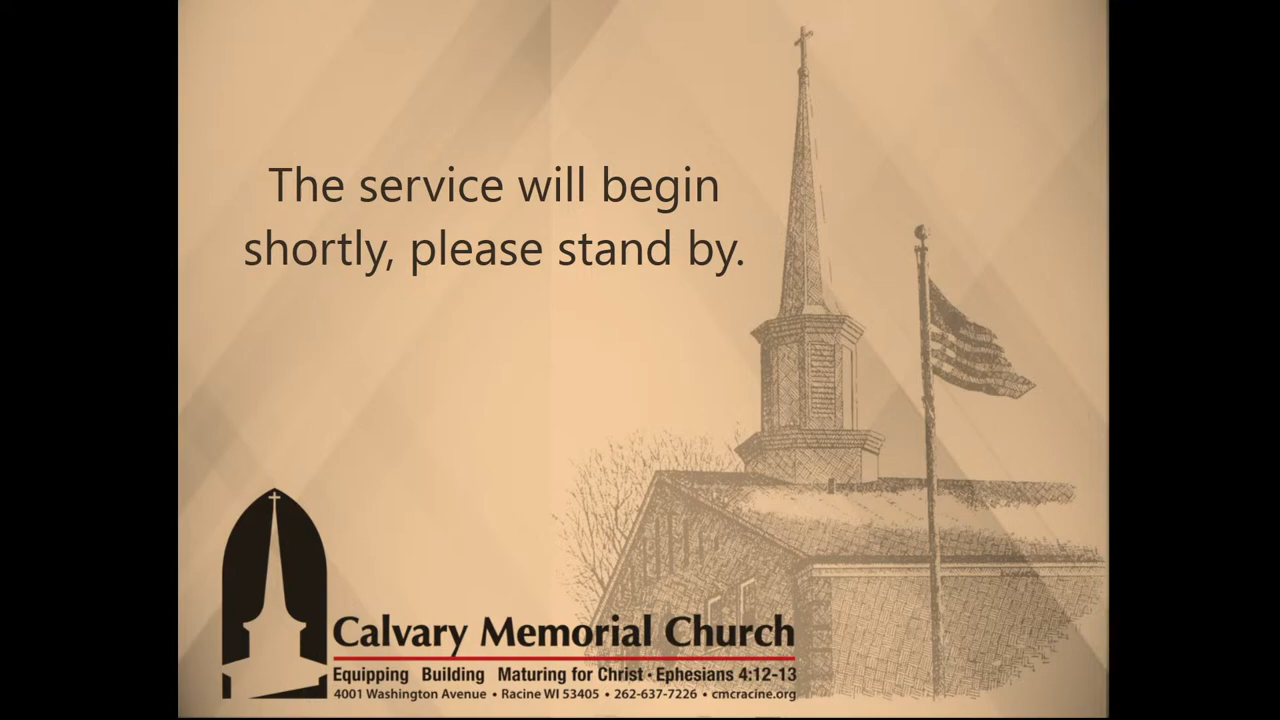 The service will begin
shortly, please stand by.
Calvary Memorial Church
Equipping Building Maturing for Christ • Ephesians 4:12-13
4001 Washington Avenue • Racine WI 53405 • 262-637-7226 • cmcracine.org